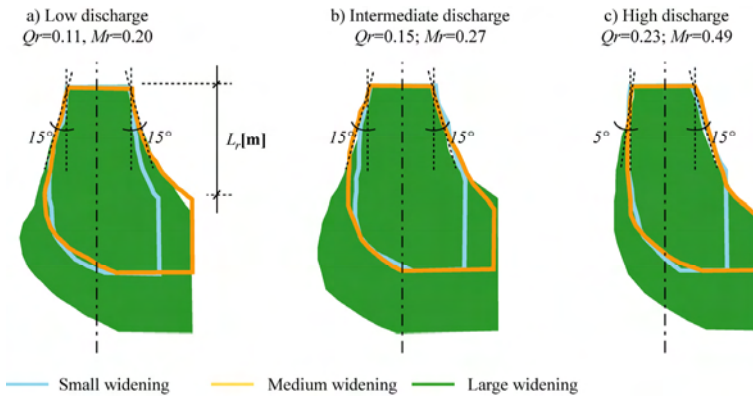 a) Low discharge
Qr=0.11, Mr=0.20
b) Intermediate discharge
Qr=0.15; Mr=0.27
c) High discharge
Qr=0.23; Mr=0.49
15° 15° L_r[m] 15° 15° 5° 15°
Small widening Medium widening Large widening